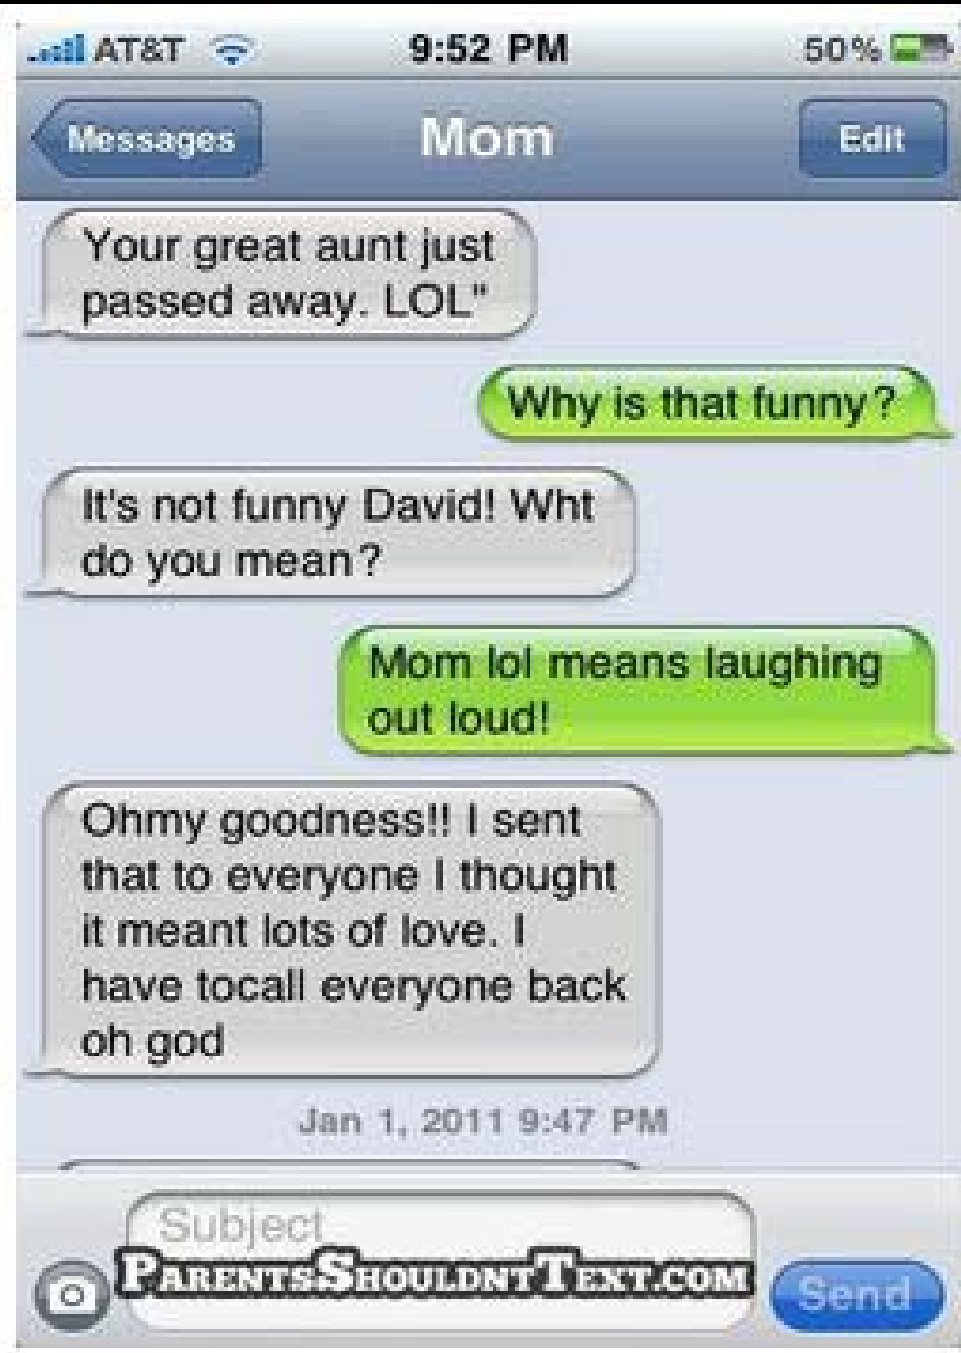 AT&T 9:52 PM 50%
Messages Mom Edit
Your great aunt just
passed away. LOL"
Why is that funny?
It's not funny David! Wht
do you mean?
Mom lol means laughing
out loud!
Ohmy goodness!! I sent
that to everyone I thought
it meant lots of love. I
have tocall everyone back
oh god
Jan 1, 2011 9:47 PM
Subject
PARENTSSHOULDNTTEXT.COM
Send